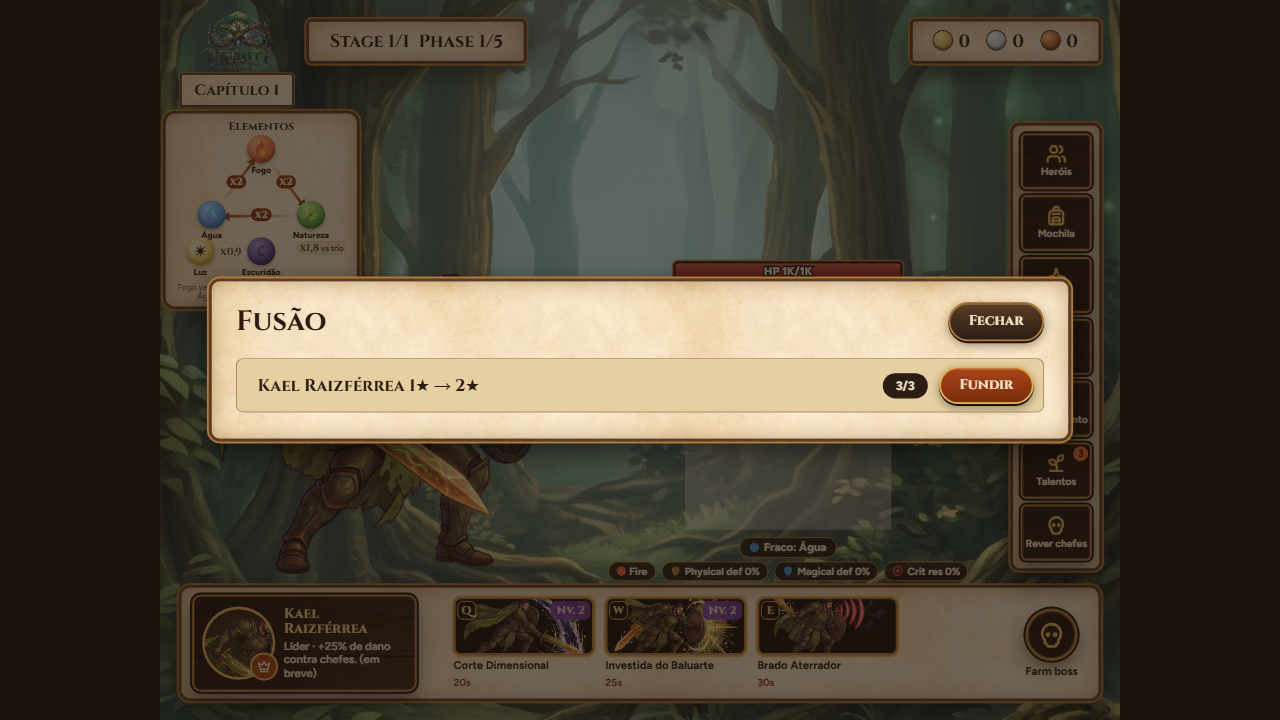 Stage 1/1 Phase 1/5
0 0 0
Capítulo 1
Elementos
Fogo
x2 x2
x2
Água Natureza
x0,9
x1,8 vs trio
Luz Escuridão
Fogo ve
Heróis
Mochila
HP 1K/1K
Fusão
Fechar
Kael Raizférrea 1★ → 2★
3/3
Fundir
nto
3
Talentos
Rever chefes
Fraco: Água
Fire
Physical def 0%
Magical def 0%
Crit res 0%
Kael
Raizférrea
Líder · +25% de dano
contra chefes. (em
breve)
Q Nv. 2
Corte Dimensional
20s
W Nv. 2
Investida do Baluarte
25s
E
Brado Aterrador
30s
Farm boss